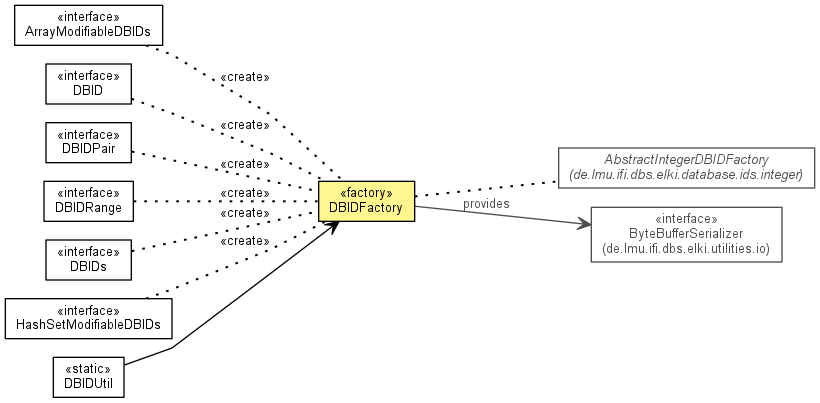 «interface»
ArrayModifiableDBIDs
«interface»
DBID
«interface»
DBIDPair
«interface»
DBIDRange
«interface»
DBIDs
«interface»
HashSetModifiableDBIDs
«static»
DBIDUtil
«create»
«create»
«create»
«create»
«create»
«create»
«factory»
DBIDFactory
provides
AbstractIntegerDBIDFactory
(de.lmu.ifi.dbs.elki.database.ids.integer)
«interface»
ByteBufferSerializer
(de.lmu.ifi.dbs.elki.utilities.io)